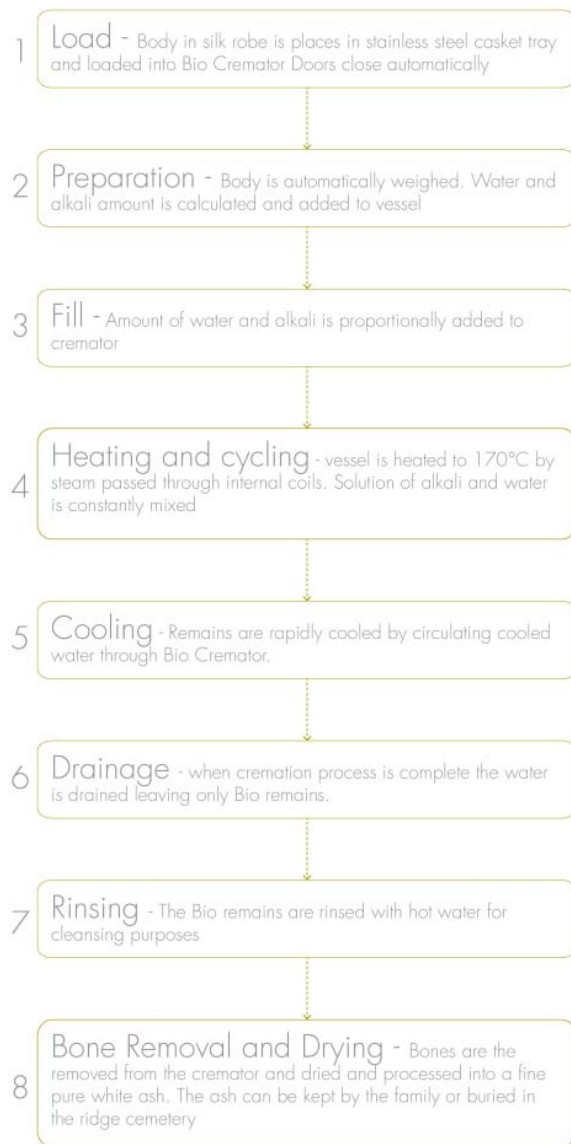 1
Load - Body in silk robe is places in stainless steel casket tray
and loaded into Bio Cremator Doors close automatically
2
Preparation - Body is automatically weighed. Water and
alkali amount is calculated and added to vessel
3
Fill - Amount of water and alkali is proportionally added to
cremator
4
Heating and cycling - vessel is heated to 170°C by
steam passed through internal coils. Solution of alkali and water
is constantly mixed
5
Cooling - Remains are rapidly cooled by circulating cooled
water through Bio Cremator.
6
Drainage - when cremation process is complete the water
is drained leaving only Bio remains.
7
Rinsing - The Bio remains are rinsed with hot water for
cleansing purposes
8
Bone Removal and Drying - Bones are the
removed from the cremator and dried and processed into a fine
pure white ash. The ash can be kept by the family or buried in
the ridge cemetery